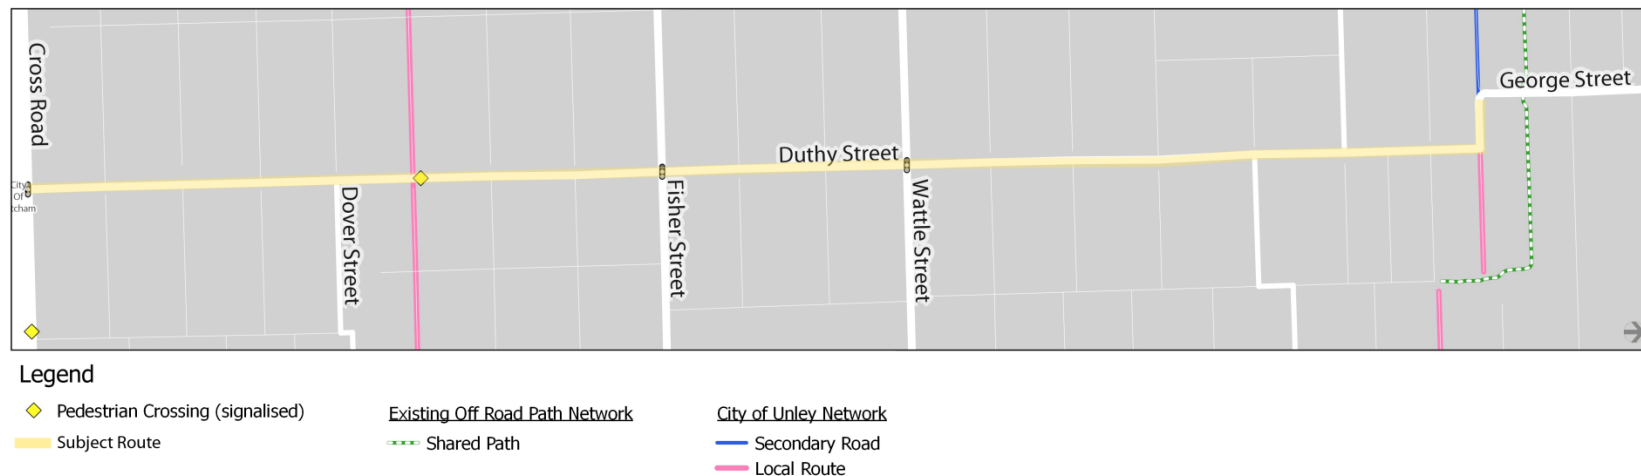 Cross Road
George Street
Duthy Street
City
Of
tcham
Dover Street
Fisher Street
Wattle Street
Legend
Pedestrian Crossing (signalised)
Subject Route
Existing Off Road Path Network
Shared Path
City of Unley Network
Secondary Road
Local Route